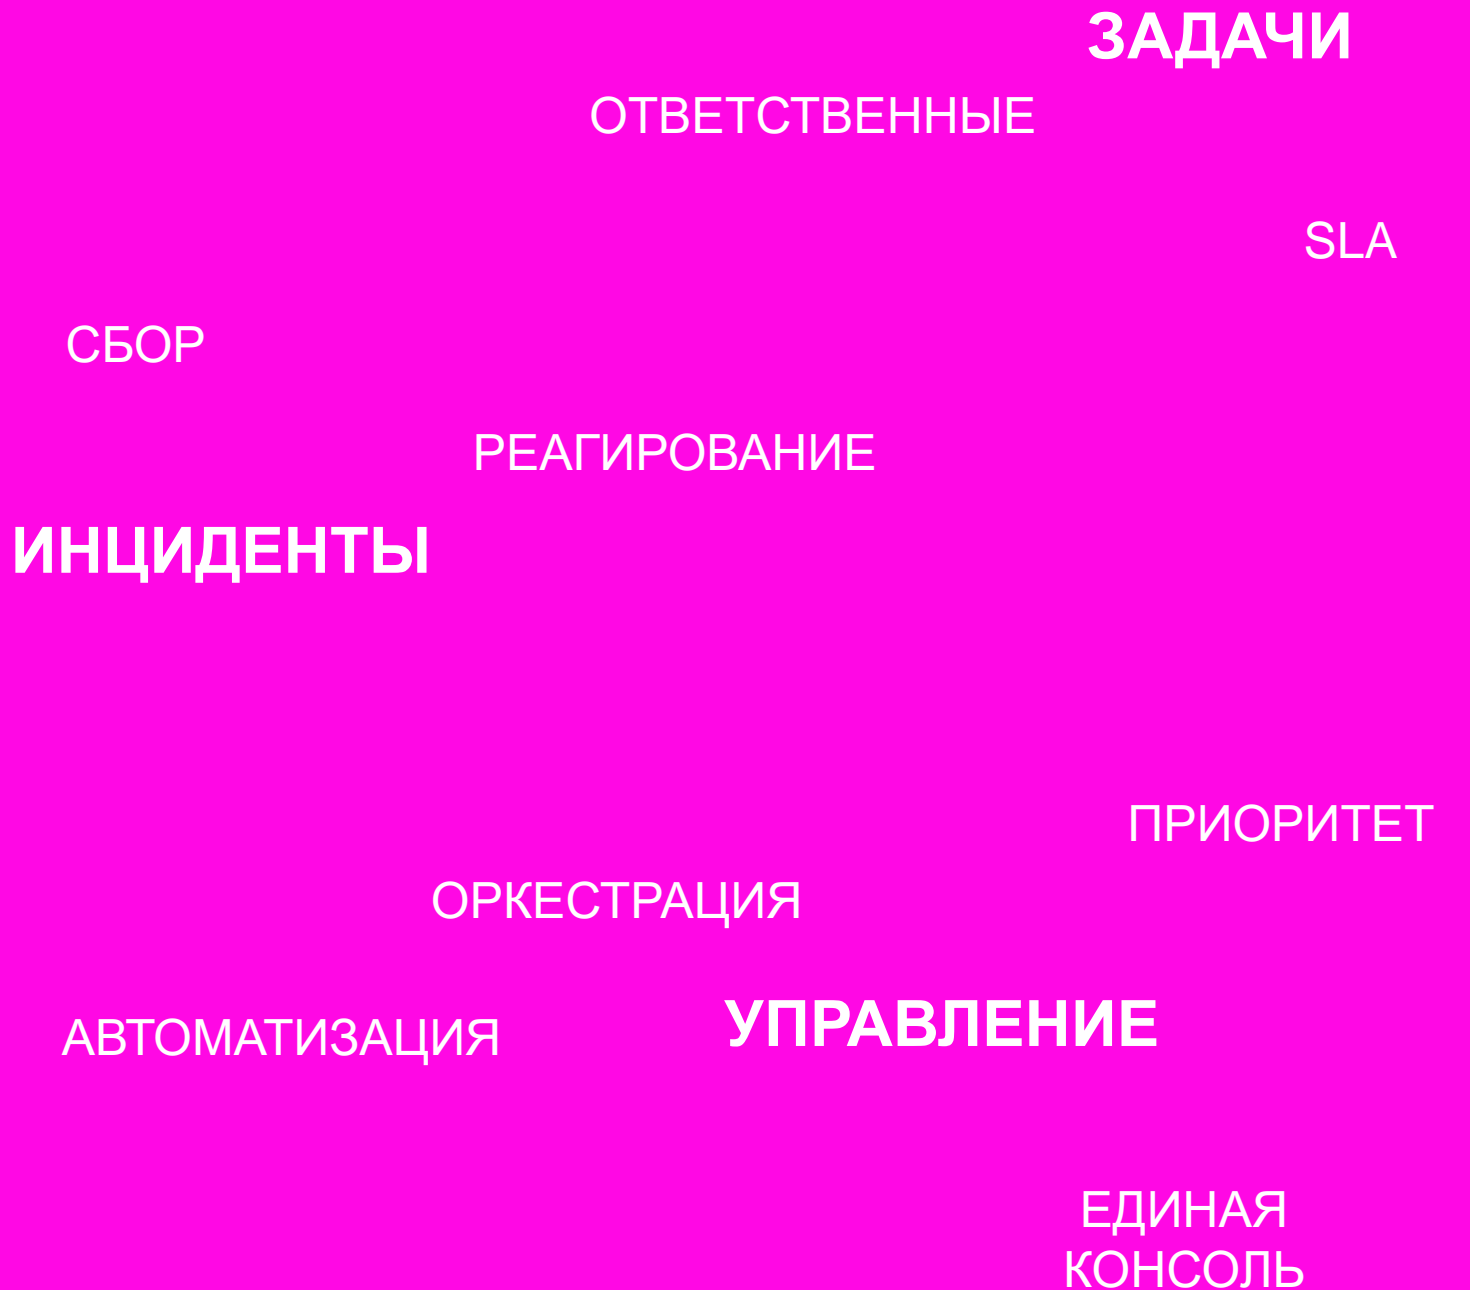 ЗАДАЧИ
ОТВЕТСТВЕННЫЕ
SLA
СБОР
РЕАГИРОВАНИЕ
ИНЦИДЕНТЫ
ПРИОРИТЕТ
ОРКЕСТРАЦИЯ
УПРАВЛЕНИЕ
АВТОМАТИЗАЦИЯ
ЕДИНАЯ
КОНСОЛЬ